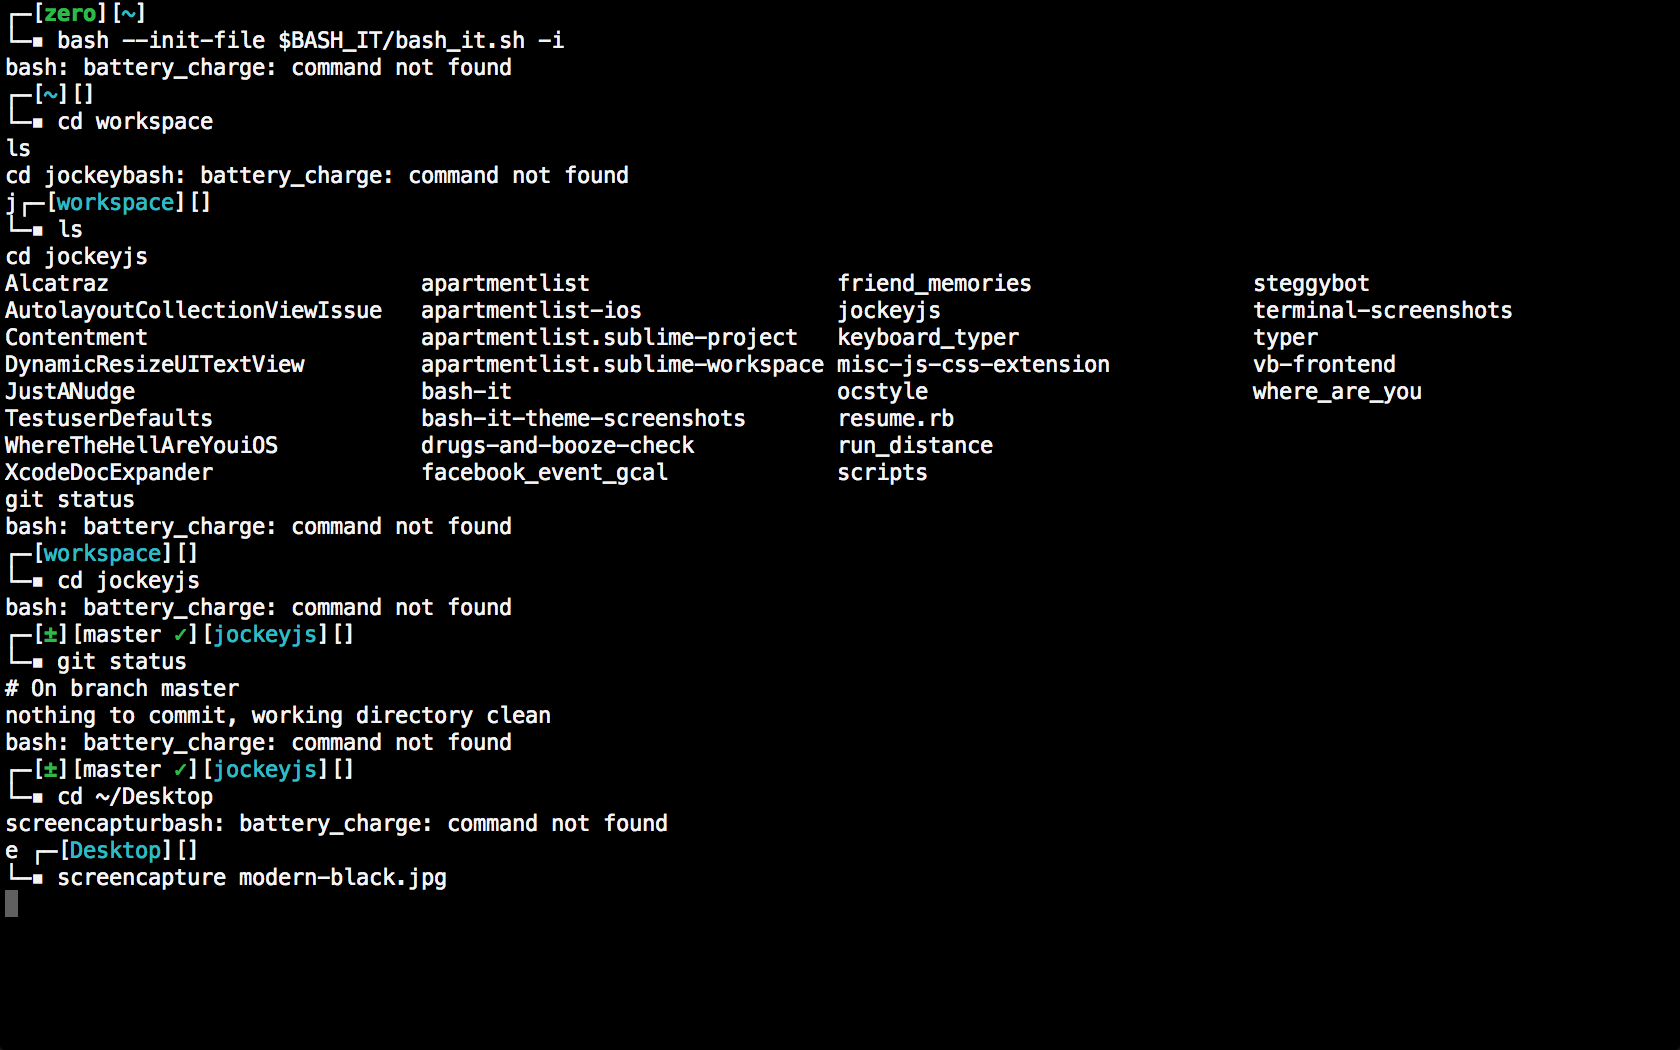 ┌─[zero][~]
└─▪ bash --init-file $BASH_IT/bash_it.sh -i
bash: battery_charge: command not found
┌─[~][]
└─▪ cd workspace
ls
cd jockeybash: battery_charge: command not found
j┌─[workspace][]
└─▪ ls
cd jockeyjs
Alcatraz                        apartmentlist                   friend_memories                 steggybot
AutolayoutCollectionViewIssue   apartmentlist-ios               jockeyjs                        terminal-screenshots
Contentment                     apartmentlist.sublime-project   keyboard_typer                  typer
DynamicResizeUITextView         apartmentlist.sublime-workspace misc-js-css-extension           vb-frontend
JustANudge                      bash-it                         ocstyle                         where_are_you
TestuserDefaults                bash-it-theme-screenshots       resume.rb
WhereTheHellAreYouiOS           drugs-and-booze-check           run_distance
XcodeDocExpander                facebook_event_gcal             scripts
git status
bash: battery_charge: command not found
┌─[workspace][]
└─▪ cd jockeyjs
bash: battery_charge: command not found
┌─[±][master ✓][jockeyjs][]
└─▪ git status
# On branch master
nothing to commit, working directory clean
bash: battery_charge: command not found
┌─[±][master ✓][jockeyjs][]
└─▪ cd ~/Desktop
screencapturbash: battery_charge: command not found
e ┌─[Desktop][]
└─▪ screencapture modern-black.jpg